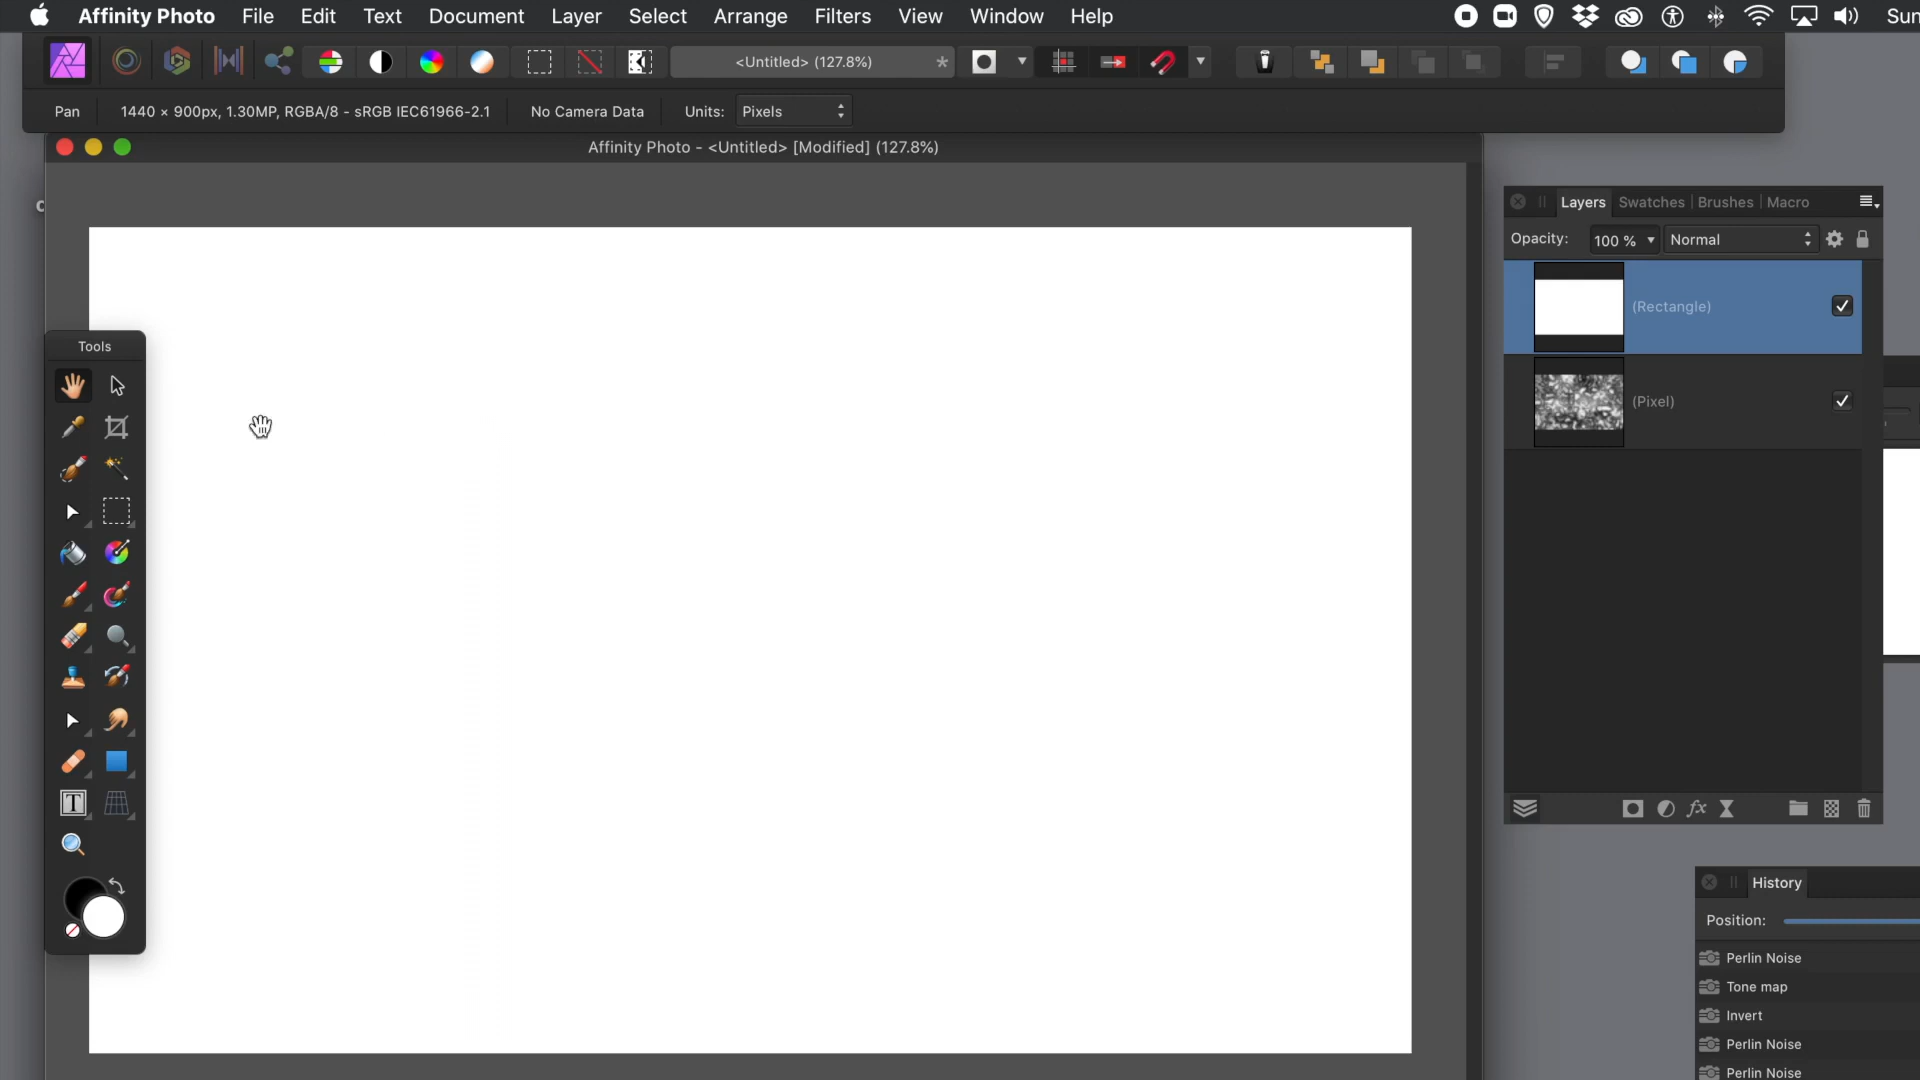 Affinity Photo File Edit Text Document Layer Select Arrange Filters View Window Help Sun
<Untitled> (127.8%) *
Pan 1440 × 900px, 1.30MP, RGBA/8 - sRGB IEC61966-2.1 No Camera Data Units: Pixels
Affinity Photo - <Untitled> [Modified] (127.8%)
Layers Swatches Brushes Macro
Opacity: 100 % Normal
(Rectangle)
(Pixel)
Tools
History
Position:
Perlin Noise
Tone map
Invert
Perlin Noise
Perlin Noise